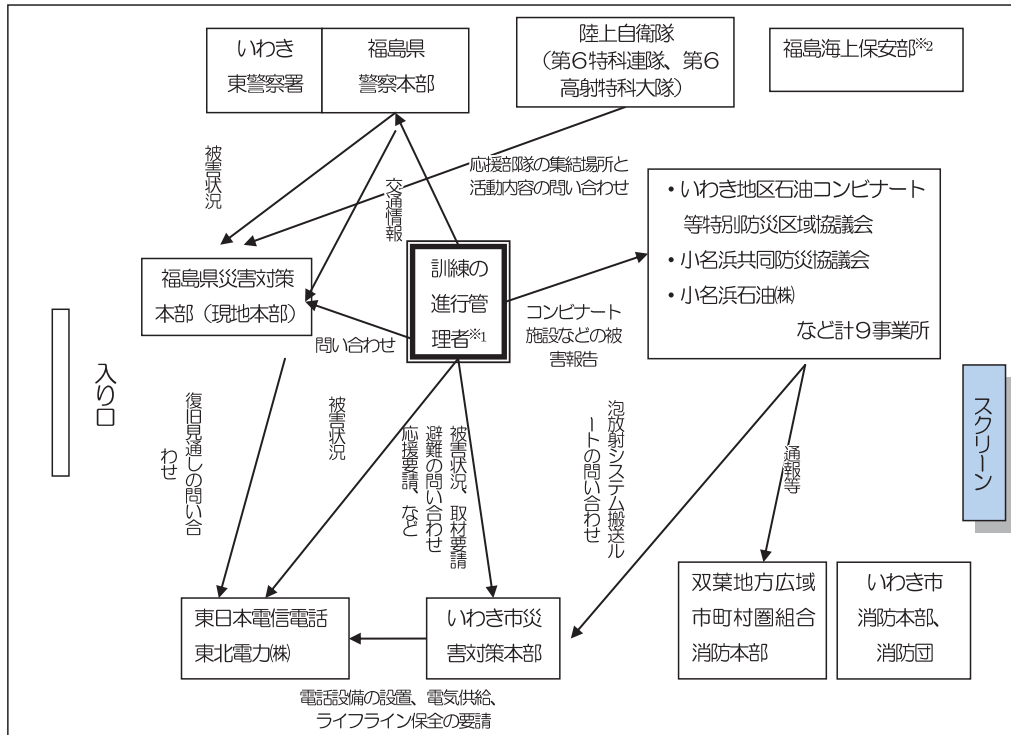 いわき
東警察署
福島県
警察本部
陸上自衛隊
(第6特科連隊、第6
高射特科大隊)
福島海上保安部※2
被害状況
交通情報
応援部隊の集結場所と
活動内容の問い合わせ
・いわき地区石油コンビナート
等特別防災区域協議会
・小名浜共同防災協議会
・小名浜石油㈱
など計9事業所
福島県災害対策
本部(現地本部)
訓練の
進行管
理者※1
問い合わせ
コンビナート
施設などの被
害報告
入り口
スクリーン
復旧見通しの問い合
わせ
被害状況
被害状況、取材要請
避難の問い合わせ
応援要請、など
泡放射システム搬送ル
ートの問い合わせ
通報等
東日本電信電話
東北電力㈱
いわき市災
害対策本部
双葉地方広域
市町村圏組合
消防本部
いわき市
消防本部、
消防団
電話設備の設置、電気供給、
ライフライン保全の要請